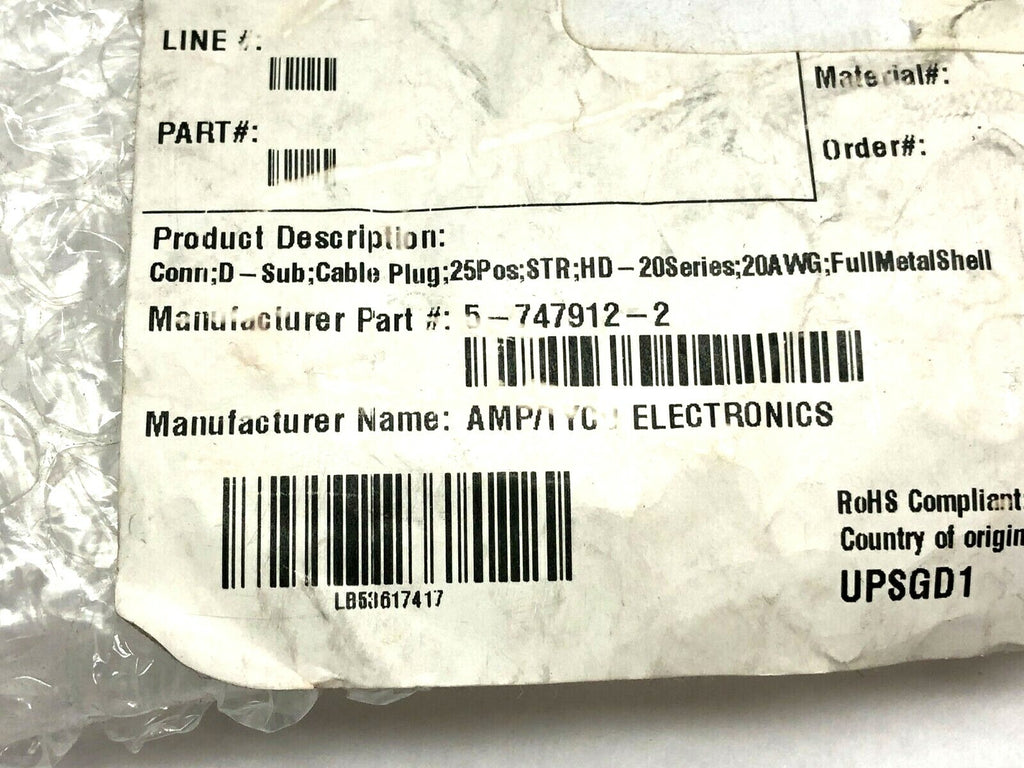 LINE #:
Material#:
PART#:
Order#:
Product Description:
Conn;D-Sub;Cable Plug;25Pos;STR;HD-20Series;20AWG;FullMetalShell
Manufacturer Part #: 5-747912-2
Manufacturer Name: AMP/TYCO ELECTRONICS
LB53617417
RoHS Compliant:
Country of origin
UPSGD1